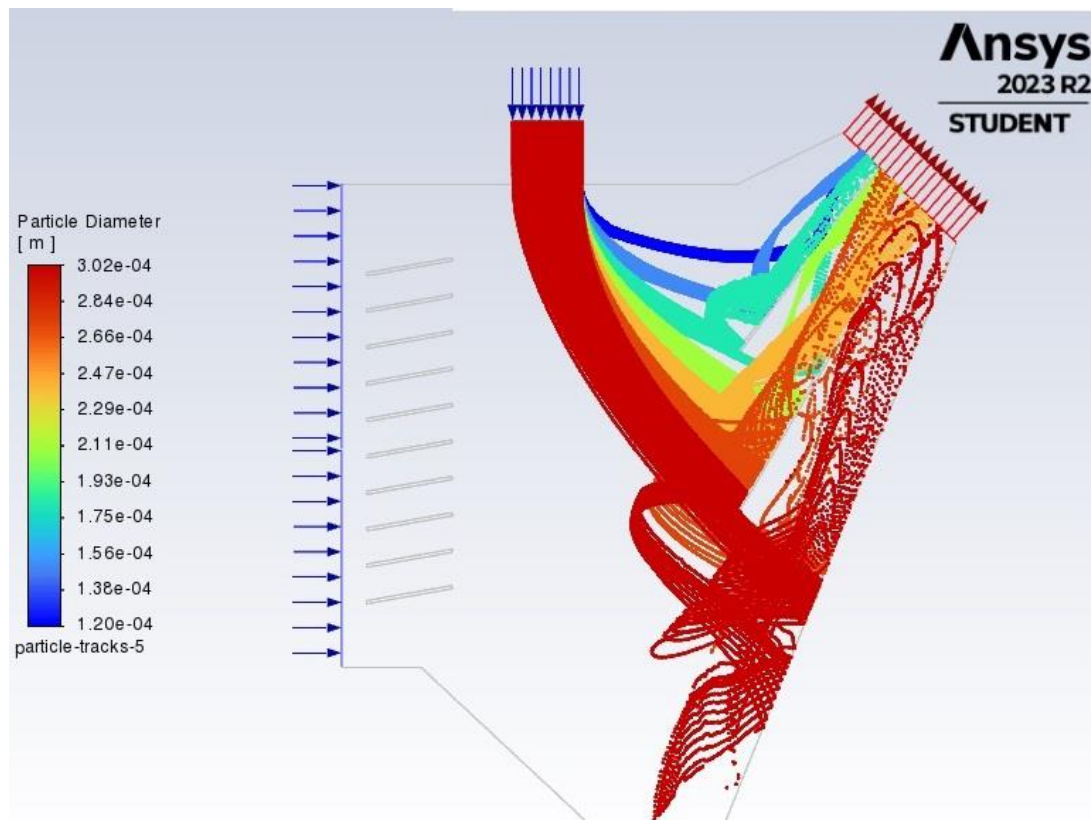 Ansys
2023 R2
STUDENT
Particle Diameter
[ m ]
3.02e-04
2.84e-04
2.66e-04
2.47e-04
2.29e-04
2.11e-04
1.93e-04
1.75e-04
1.56e-04
1.38e-04
1.20e-04
particle-tracks-5